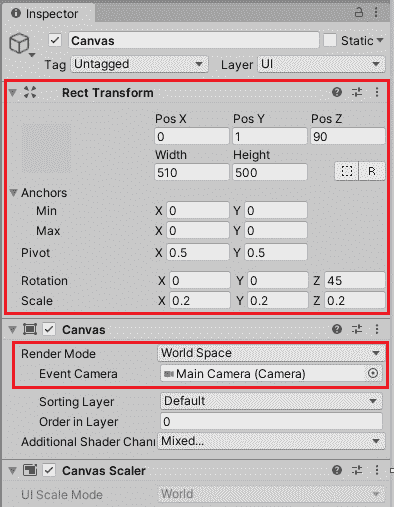 Inspector
Canvas Static
Tag Untagged Layer UI
Rect Transform
Pos X Pos Y Pos Z
0 1 90
Width Height
510 500 R
Anchors
Min X 0 Y 0
Max X 0 Y 0
Pivot X 0.5 Y 0.5
Rotation X 0 Y 0 Z 45
Scale X 0.2 Y 0.2 Z 0.2
Canvas
Render Mode World Space
Event Camera Main Camera (Camera)
Sorting Layer Default
Order in Layer 0
Additional Shader Chann Mixed...
Canvas Scaler
UI Scale Mode World